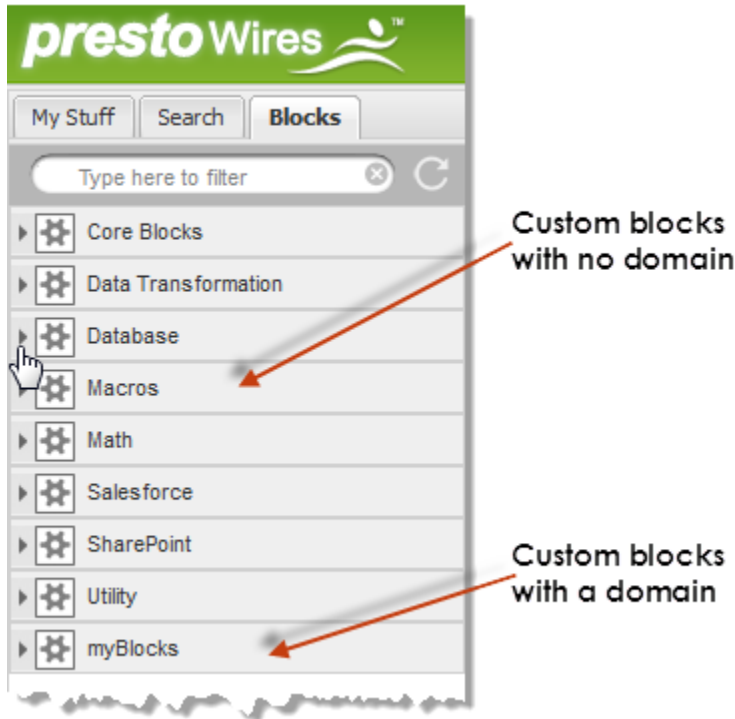 presto Wires ™
My Stuff Search Blocks
Type here to filter
Core Blocks
Custom blocks
with no domain
Data Transformation
Database
Macros
Math
Salesforce
SharePoint
Custom blocks
with a domain
Utility
myBlocks